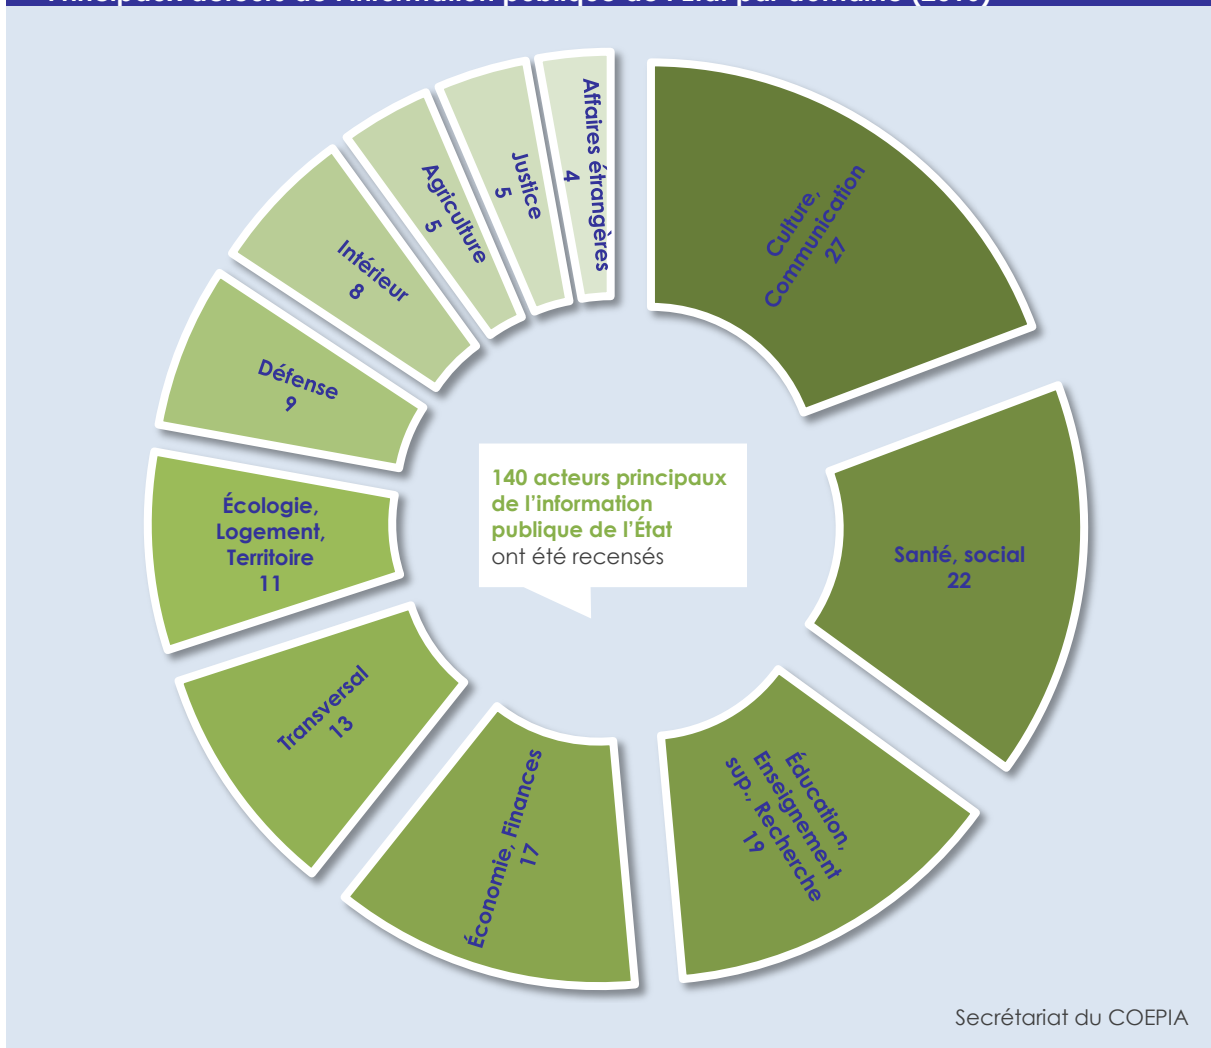 Culture,
Communication
27
Santé, social
22
Éducation,
Enseignement
sup., Recherche
19
Économie, Finances
17
Transversal
13
Écologie,
Logement,
Territoire
11
Défense
9
Intérieur
8
Agriculture
5
Justice
5
Affaires étrangères
4
140 acteurs principaux
de l’information
publique de l’État
ont été recensés
Secrétariat du COEPIA